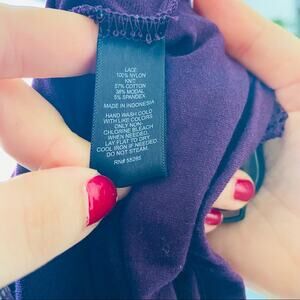 LACE:
100% NYLON
KNIT:
57% COTTON
38% MODAL
5% SPANDEX
MADE IN INDONESIA
HAND WASH COLD
WITH LIKE COLORS
ONLY NON-
CHLORINE BLEACH
WHEN NEEDED
LAY FLAT TO DRY
COOL IRON IF NEEDED
DO NOT STEAM.
RN# 55285